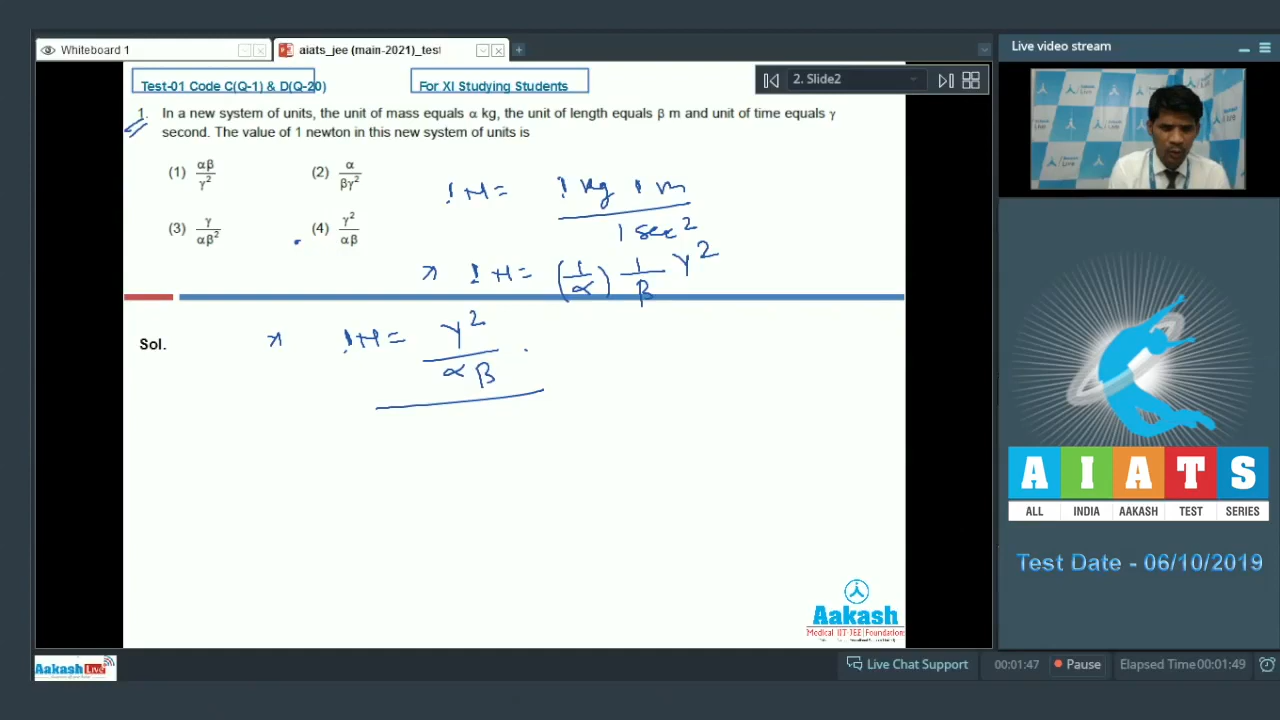 Whiteboard 1
aiats_jee (main-2021)_test
Live video stream
Test-01 Code C(Q-1) & D(Q-20)
For XI Studying Students
2. Slide2
1. In a new system of units, the unit of mass equals α kg, the unit of length equals β m and unit of time equals γ
second. The value of 1 newton in this new system of units is
(1) αβ/γ²
(2) α/βγ²
(3) γ/αβ²
(4) γ²/αβ
1 N = 1 kg 1 m / 1 sec²
⇒ 1 N = (1/α) 1/β γ²
Sol.
⇒ 1 N = γ²/αβ
A I A T S
ALL INDIA AAKASH TEST SERIES
Test Date - 06/10/2019
Aakash
Medical IIT-JEE Foundations
Aakash Live
Live Chat Support
00:01:47
Pause
Elapsed Time 00:01:49